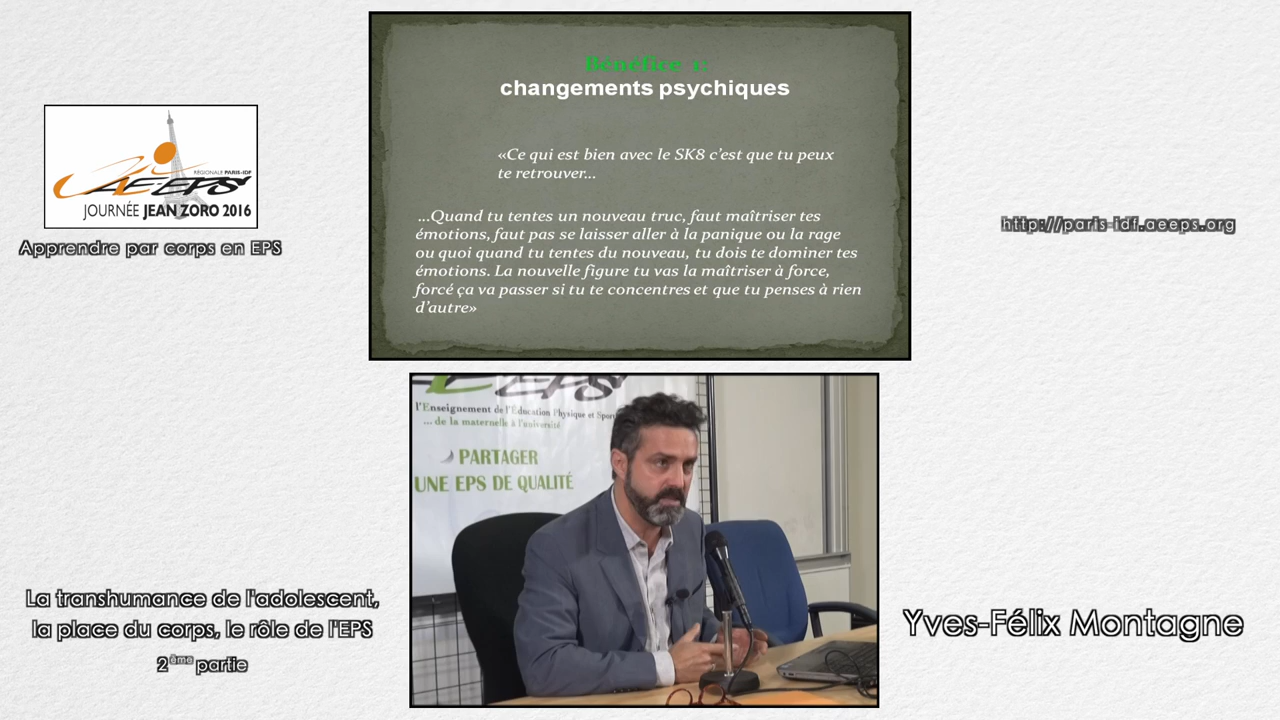 Bénéfice 1:
changements psychiques
«Ce qui est bien avec le SK8 c'est que tu peux
te retrouver...
...Quand tu tentes un nouveau truc, faut maîtriser tes
émotions, faut pas se laisser aller à la panique ou la rage
ou quoi quand tu tentes du nouveau, tu dois te dominer tes
émotions. La nouvelle figure tu vas la maîtriser à force,
forcé ça va passer si tu te concentres et que tu penses à rien
d'autre»
RÉGIONALE PARIS-IDF
AE-EPS
JOURNÉE JEAN ZORO 2016
Apprendre par corps en EPS
http://paris-idf.aeeps.org
l'Enseignement de l'Éducation Physique et Spor
... de la maternelle à l'université
PARTAGER
UNE EPS DE QUALITÉ
La transhumance de l'adolescent,
la place du corps, le rôle de l'EPS
2ème partie
Yves-Félix Montagne